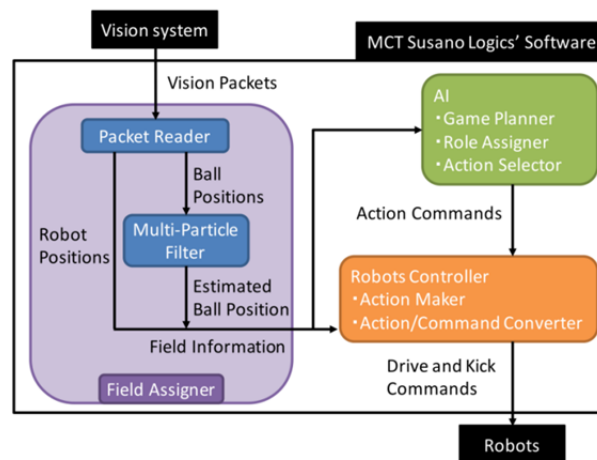 Vision system
MCT Susano Logics' Software
Vision Packets
Packet Reader
Ball
Positions
Robot
Positions
Multi-Particle
Filter
Estimated
Ball Position
Field Information
Field Assigner
AI
・Game Planner
・Role Assigner
・Action Selector
Action Commands
Robots Controller
・Action Maker
・Action/Command Converter
Drive and Kick
Commands
Robots